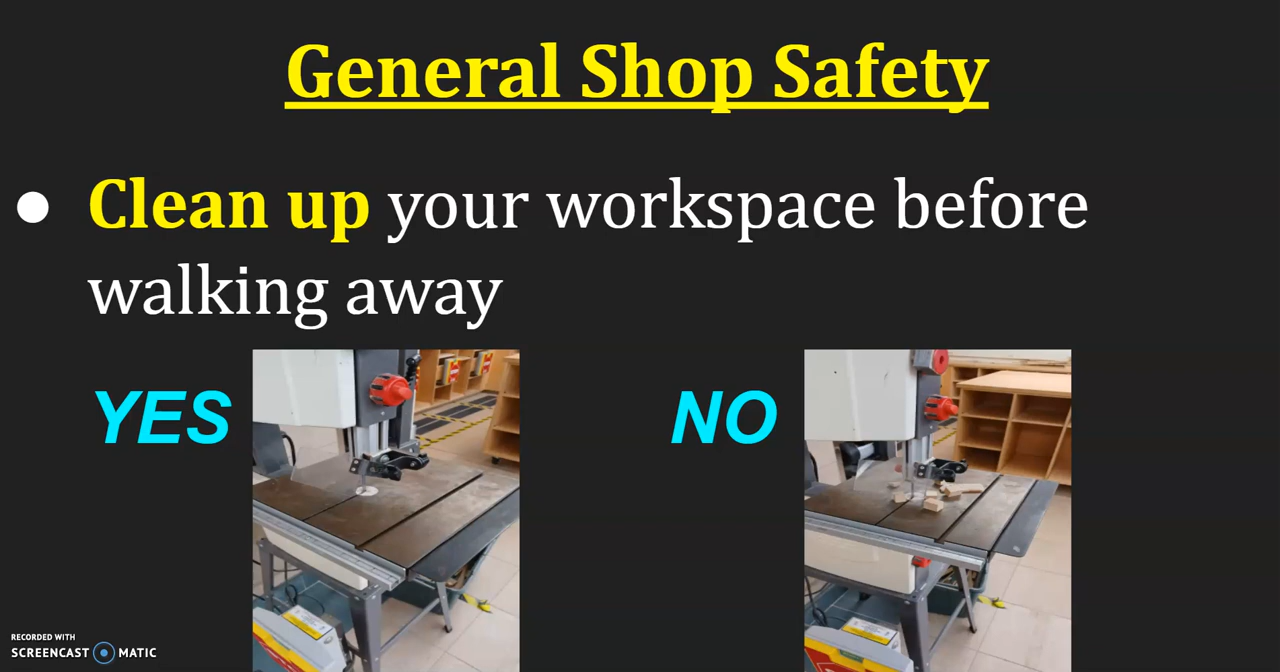 General Shop Safety
● Clean up your workspace before
walking away
YES
NO
RECORDED WITH
SCREENCAST MATIC